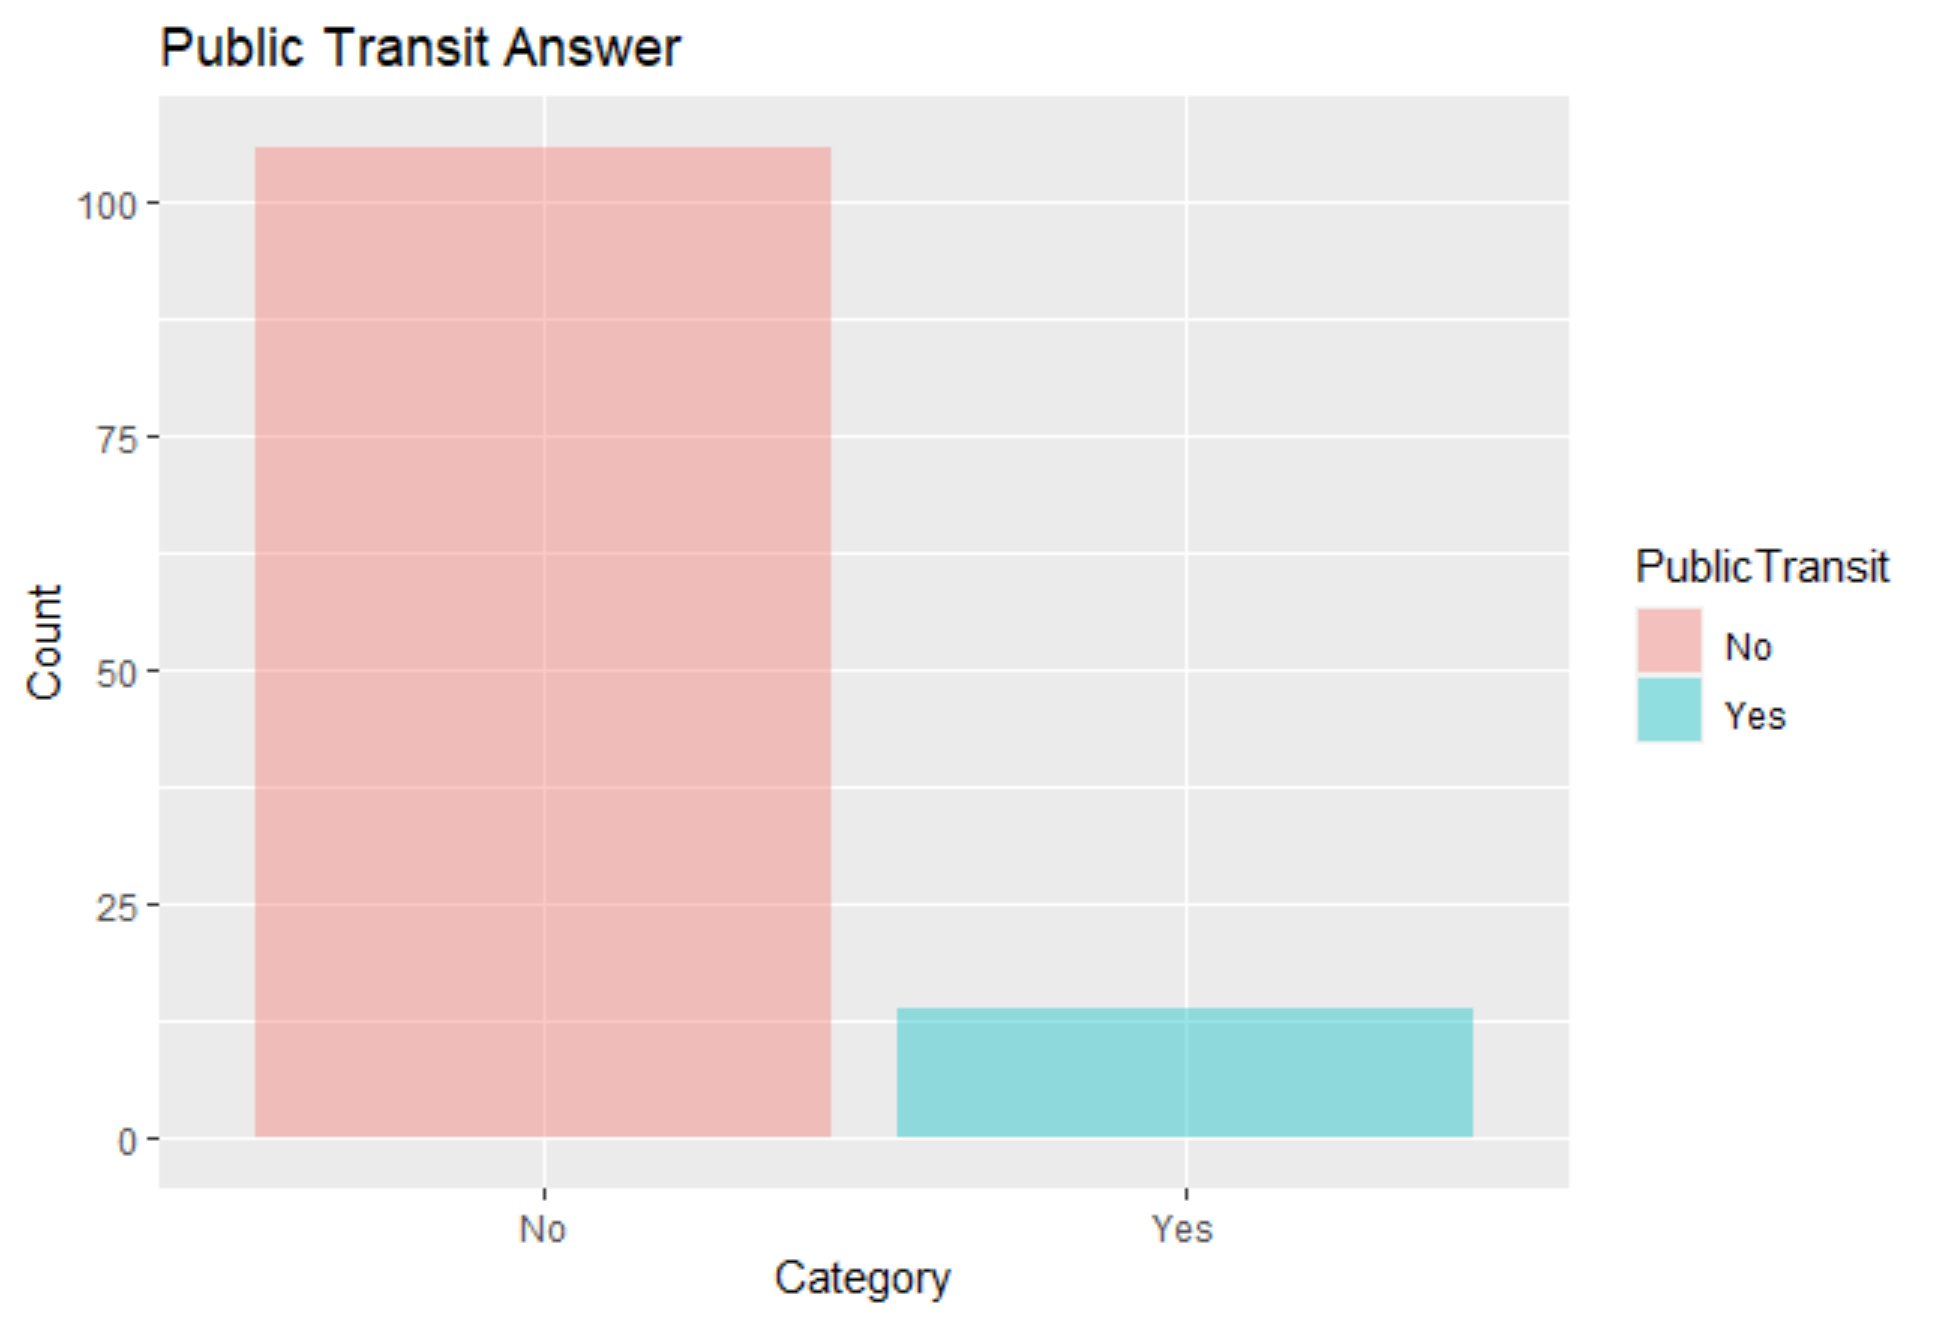 Public Transit Answer
100
75
50
25
0
Count
No
Yes
Category
PublicTransit
No
Yes